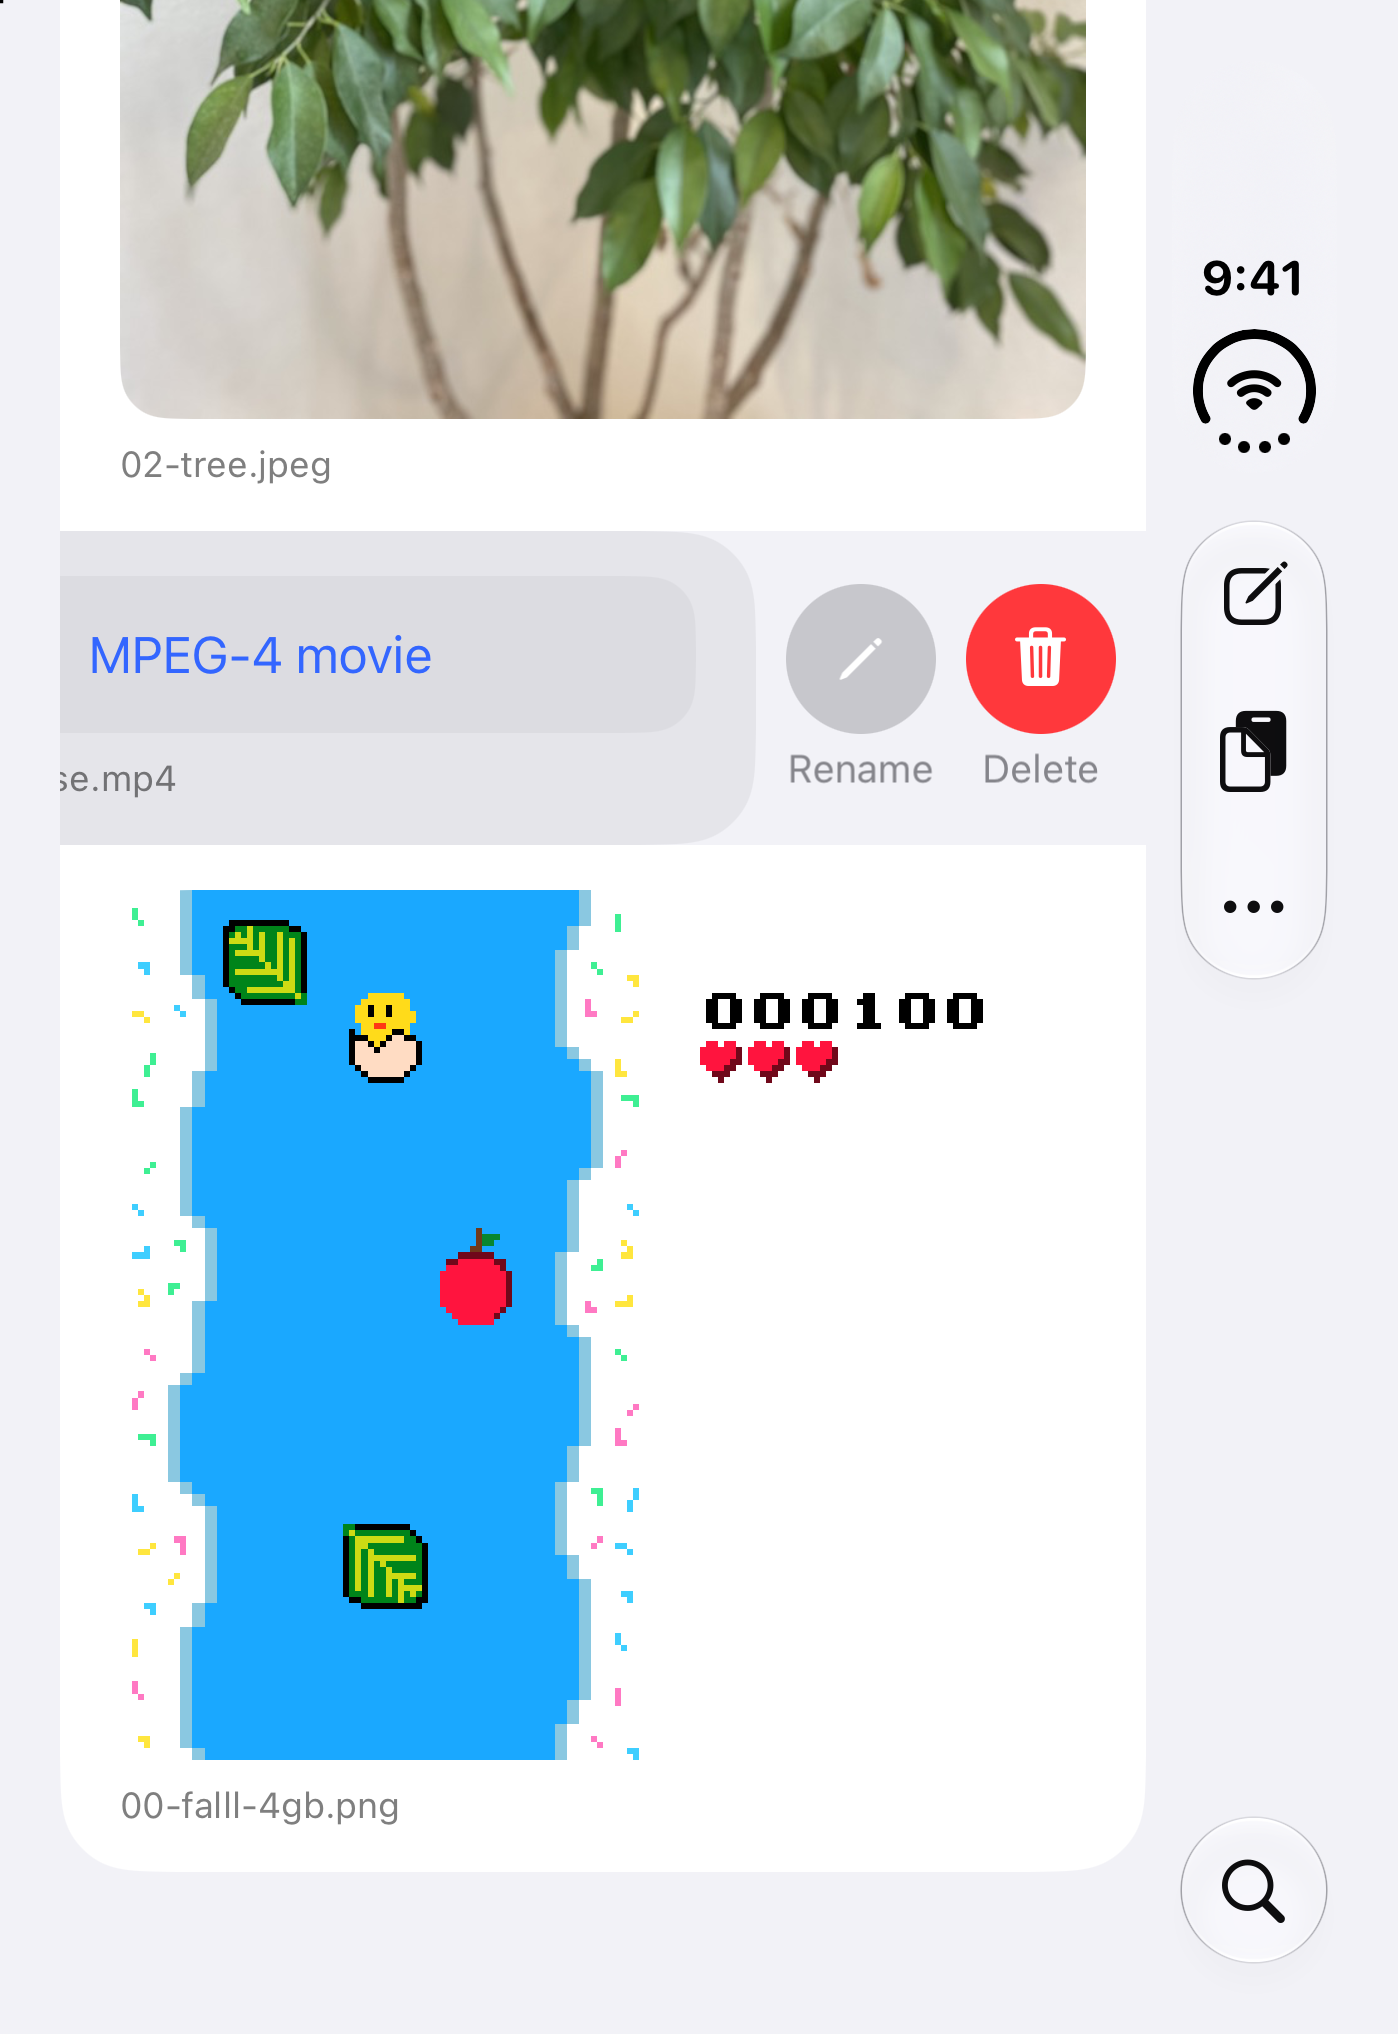 9:41
02-tree.jpeg
MPEG-4 movie
Rename
Delete
se.mp4
000100
00-falll-4gb.png